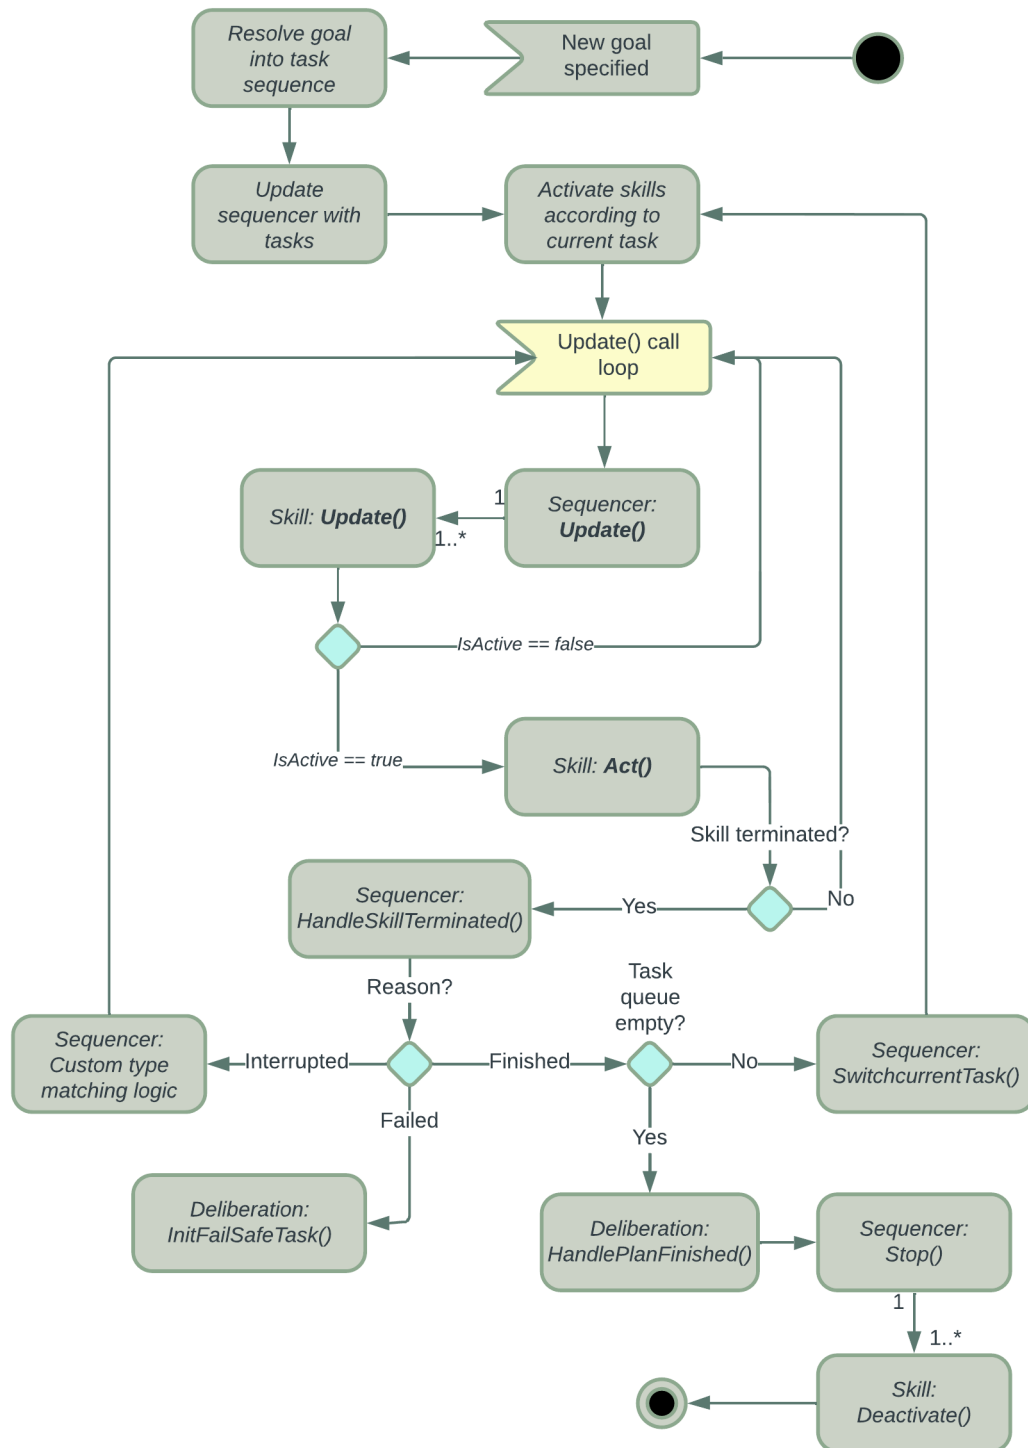 Resolve goal
into task
sequence
New goal
specified
Update
sequencer with
tasks
Activate skills
according to
current task
Update() call
loop
Skill: Update()
1
1..*
Sequencer:
Update()
IsActive == false
IsActive == true
Skill: Act()
Skill terminated?
Sequencer:
HandleSkillTerminated()
Yes
No
Reason?
Task
queue
empty?
Sequencer:
Custom type
matching logic
Interrupted
Finished
No
Sequencer:
SwitchcurrentTask()
Failed
Yes
Deliberation:
InitFailSafeTask()
Deliberation:
HandlePlanFinished()
Sequencer:
Stop()
1
1..*
Skill:
Deactivate()